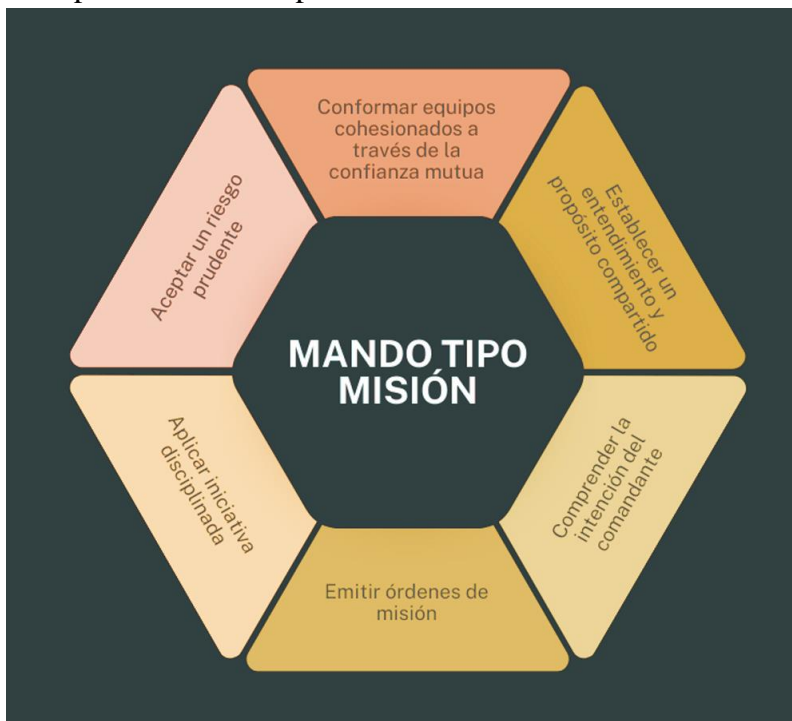 Conformar equipos
cohesionados a
través de la
confianza mutua
Establecer un
entendimiento y
propósito compartido
Comprender la
intención del
comandante
Emitir órdenes de
misión
Aplicar iniciativa
disciplinada
Aceptar un riesgo
prudente
MANDO TIPO
MISIÓN